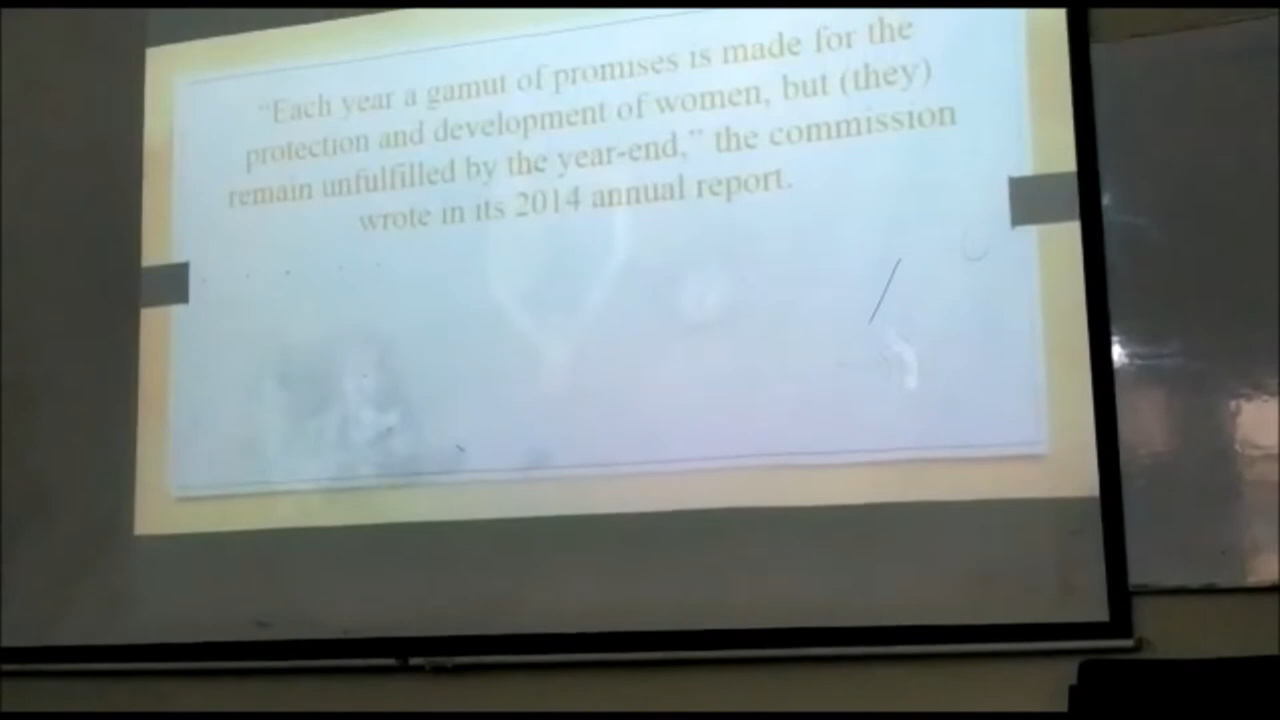 “Each year a gamut of promises is made for the
protection and development of women, but (they)
remain unfulfilled by the year-end,” the commission
wrote in its 2014 annual report.